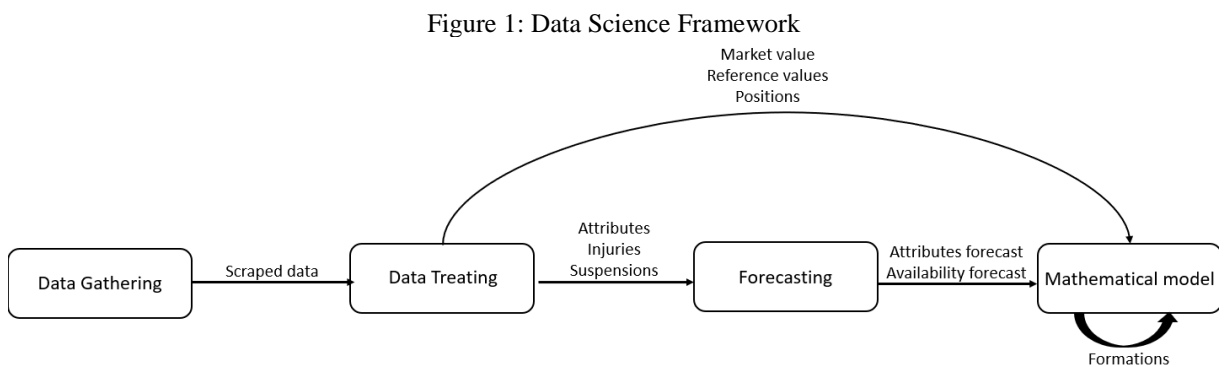 Figure 1: Data Science Framework
Market value
Reference values
Positions
Data Gathering
Scraped data
Data Treating
Attributes
Injuries
Suspensions
Forecasting
Attributes forecast
Availability forecast
Mathematical model
Formations